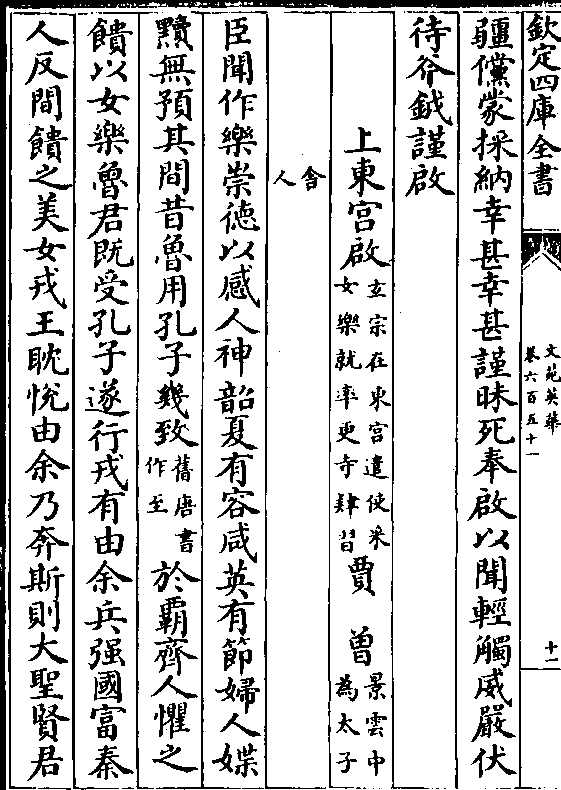 欽定四庫全書
文苑英華
卷六百五十一
十一
疆儻蒙採納幸甚幸甚謹昧死奉啟以聞輕觸威嚴伏
待斧鉞謹啟
上東宮啟玄宗在東宮遣使采女樂就率更寺肄習賈曾景雲中為太子
舍人
臣聞作樂崇德以感人神韶夏有容咸英有節婦人媟
黷無預其間昔魯用孔子幾致舊唐書作至於霸齊人懼之
饋以女樂魯君既受孔子遂行戎有由余兵强國富秦
人反間饋之美女戎王耽悅由余乃奔斯則大聖賢君